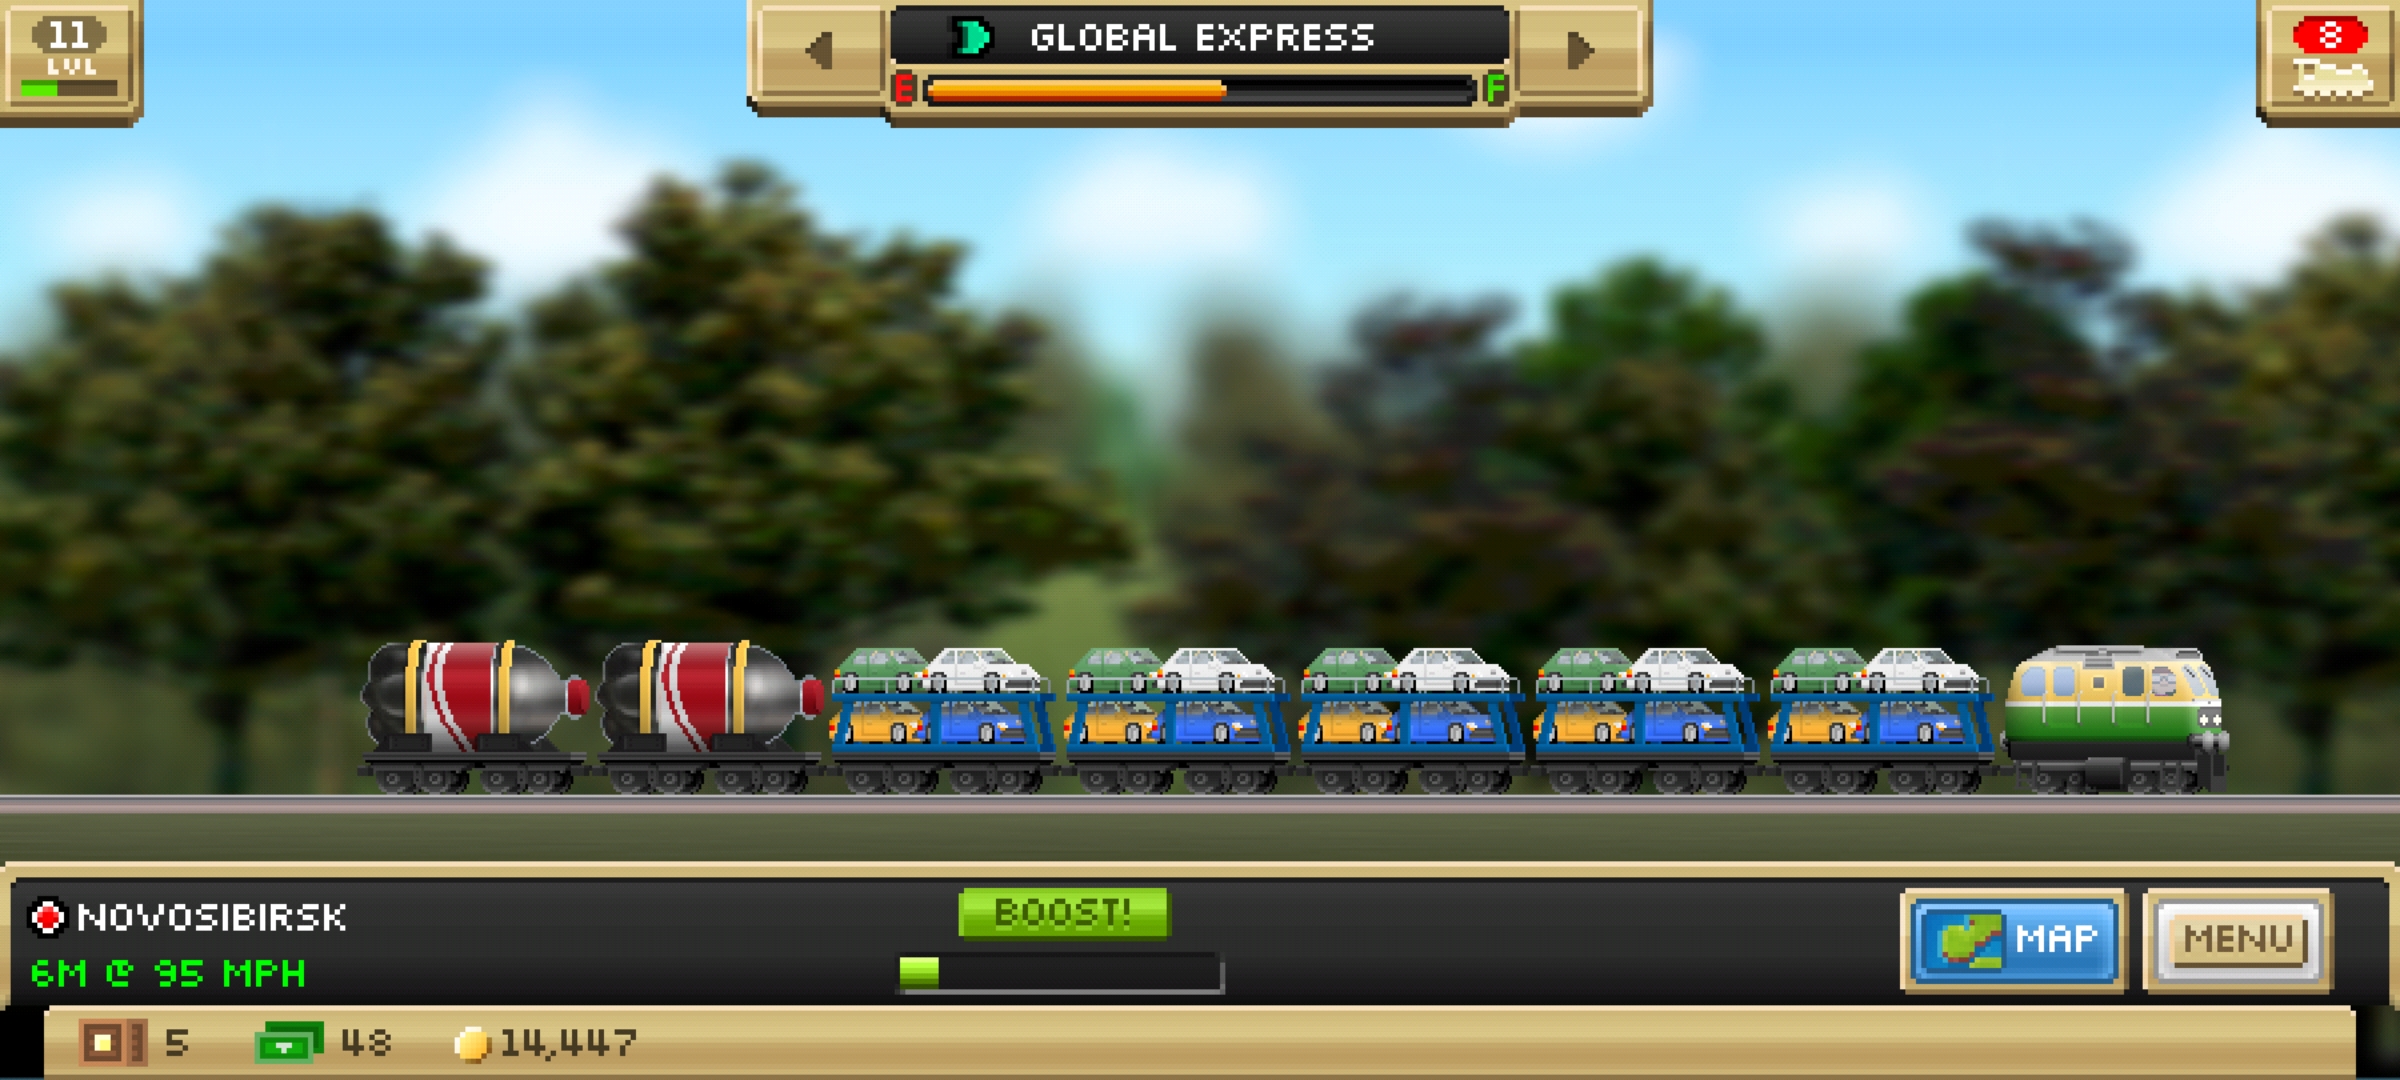 11
LVL
GLOBAL EXPRESS
E
F
8
NOVOSIBIRSK
6M @ 95 MPH
BOOST!
MAP
MENU
5
48
14,447